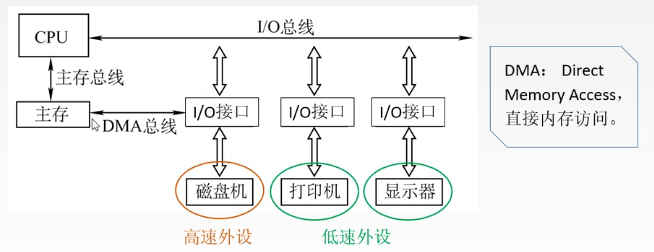 I/O总线
CPU
主存总线
主存
DMA总线
I/O接口
I/O接口
I/O接口
磁盘机
打印机
显示器
高速外设
低速外设
DMA： Direct
Memory Access，
直接内存访问。